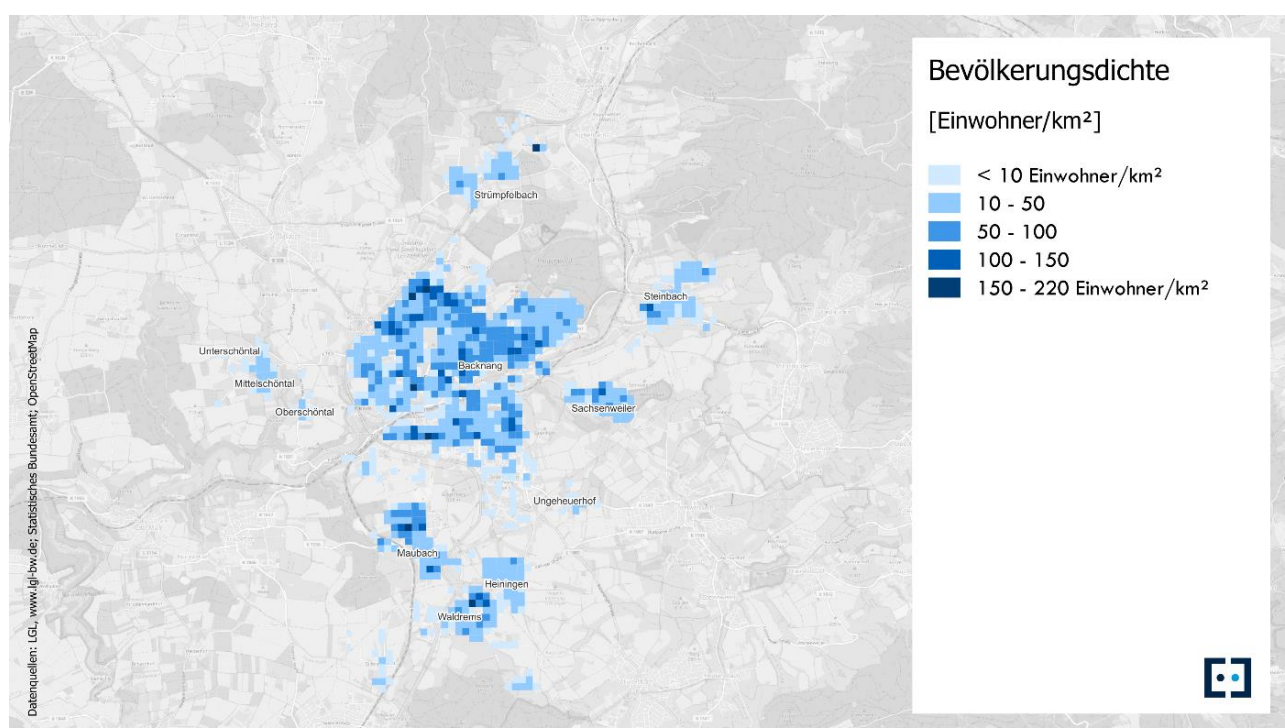 Bevölkerungsdichte
[Einwohner/km²]
< 10 Einwohner/km²
10 - 50
50 - 100
100 - 150
150 - 220 Einwohner/km²
Strümpfelbach
Steinbach
Unterschöntal
Mittelschöntal
Backnang
Oberschöntal
Sachsenweiler
Ungeheuerhof
Maubach
Heiningen
Waldrems
Datenquellen: LGL, www.lgl-bw.de; Statistisches Bundesamt; OpenStreetMap